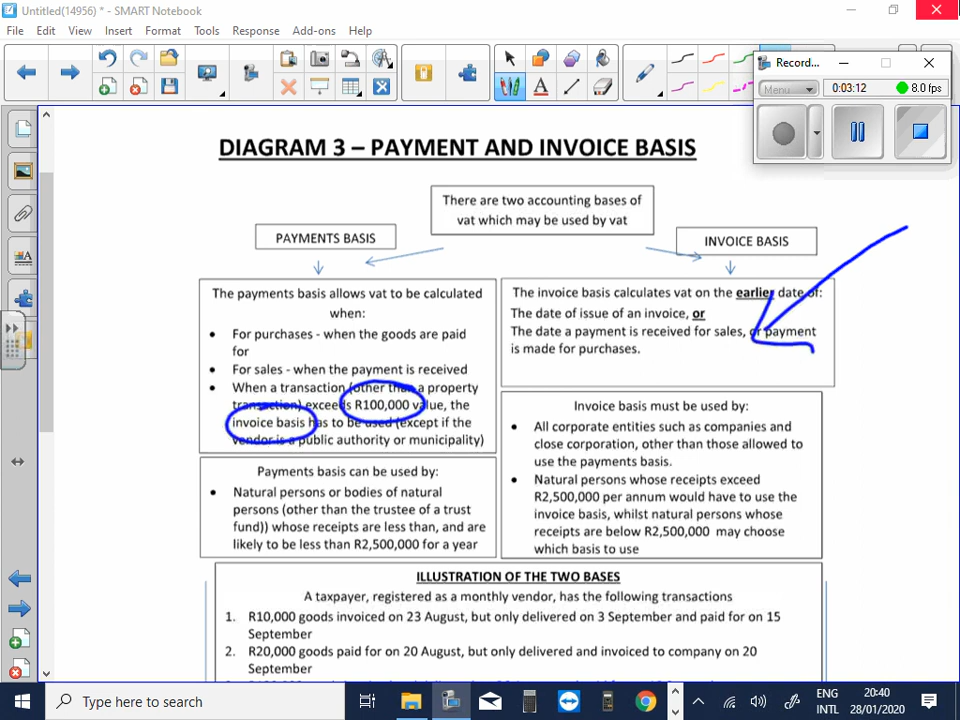 Untitled(14956) * - SMART Notebook
File Edit View Insert Format Tools Response Add-ons Help
Record...
Menu
0:03:12
8.0 fps
DIAGRAM 3 – PAYMENT AND INVOICE BASIS
There are two accounting bases of
vat which may be used by vat
PAYMENTS BASIS
INVOICE BASIS
The payments basis allows vat to be calculated
when:
• For purchases - when the goods are paid
for
• For sales - when the payment is received
• When a transaction (other than a property
transaction) exceeds R100,000 value, the
invoice basis has to be used (except if the
vendor is a public authority or municipality)
The invoice basis calculates vat on the earlier date of:
The date of issue of an invoice, or
The date a payment is received for sales, or payment
is made for purchases.
Payments basis can be used by:
• Natural persons or bodies of natural
persons (other than the trustee of a trust
fund)) whose receipts are less than, and are
likely to be less than R2,500,000 for a year
Invoice basis must be used by:
• All corporate entities such as companies and
close corporation, other than those allowed to
use the payments basis.
• Natural persons whose receipts exceed
R2,500,000 per annum would have to use the
invoice basis, whilst natural persons whose
receipts are below R2,500,000 may choose
which basis to use
ILLUSTRATION OF THE TWO BASES
A taxpayer, registered as a monthly vendor, has the following transactions
1. R10,000 goods invoiced on 23 August, but only delivered on 3 September and paid for on 15
September
2. R20,000 goods paid for on 20 August, but only delivered and invoiced to company on 20
September
Type here to search
ENG
INTL
20:40
28/01/2020